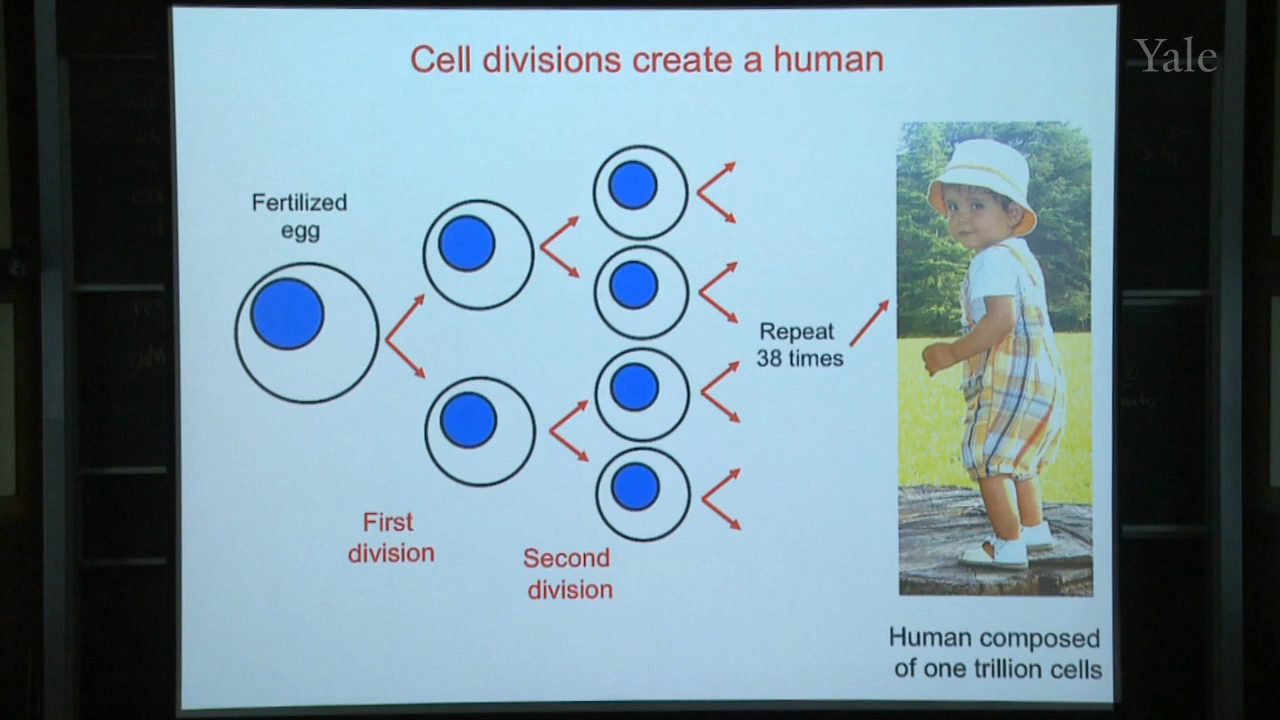 Cell divisions create a human
Yale
Fertilized
egg
Repeat
38 times
First
division
Second
division
Human composed
of one trillion cells